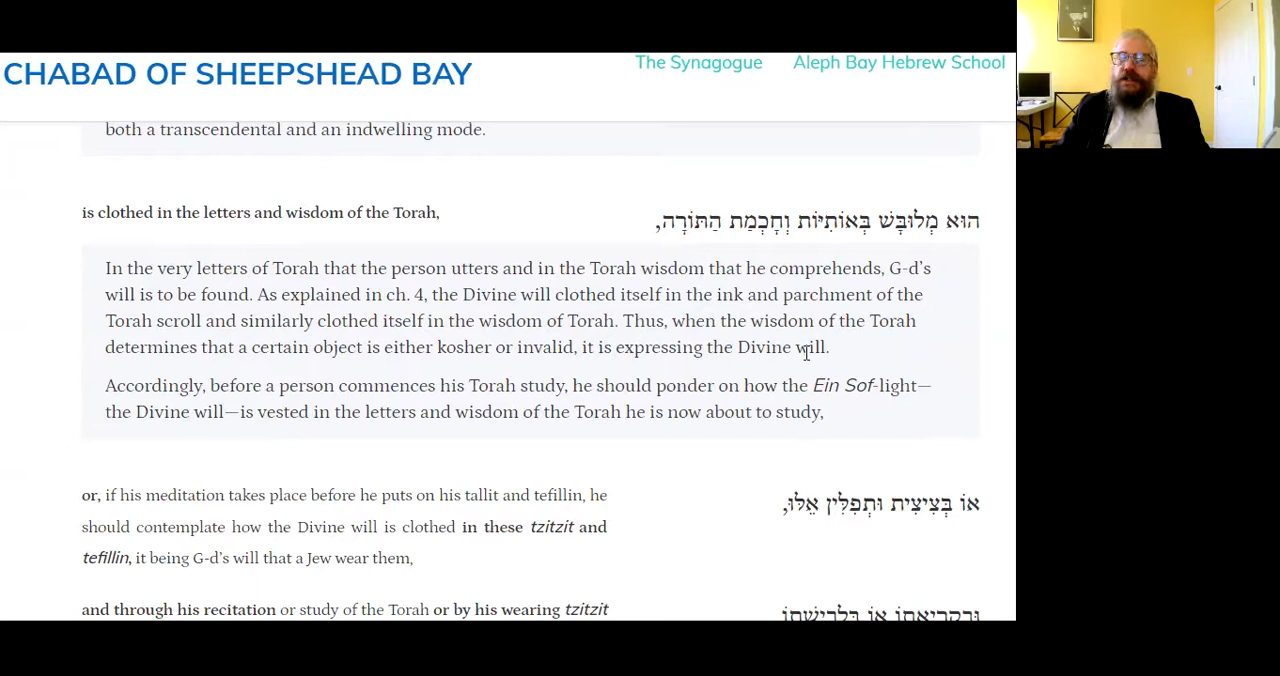 CHABAD OF SHEEPSHEAD BAY
The Synagogue
Aleph Bay Hebrew School
both a transcendental and an indwelling mode.
is clothed in the letters and wisdom of the Torah,
הוּא מְלוּבָּשׁ בְּאוֹתִיּוֹת וְחָכְמַת הַתּוֹרָה,
In the very letters of Torah that the person utters and in the Torah wisdom that he comprehends, G-d’s
will is to be found. As explained in ch. 4, the Divine will clothed itself in the ink and parchment of the
Torah scroll and similarly clothed itself in the wisdom of Torah. Thus, when the wisdom of the Torah
determines that a certain object is either kosher or invalid, it is expressing the Divine will.
Accordingly, before a person commences his Torah study, he should ponder on how the Ein Sof-light—
the Divine will—is vested in the letters and wisdom of the Torah he is now about to study,
or, if his meditation takes place before he puts on his tallit and tefillin, he
should contemplate how the Divine will is clothed in these tzitzit and
tefillin, it being G-d’s will that a Jew wear them,
אוֹ בְּצִיצִית וּתְפִלִּין אֵלּוּ,
and through his recitation or study of the Torah or by his wearing tzitzit
וּבִקְרִיאָתוֹ אוֹ בִּלְבִישָׁתוֹ